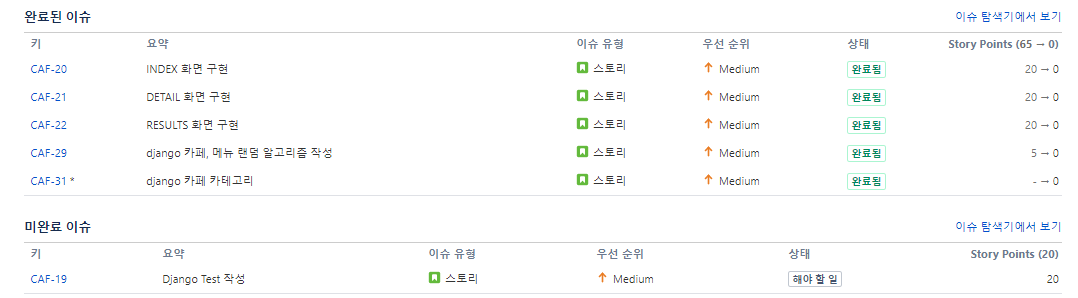 완료된 이슈 이슈 탐색기에서 보기
키 요약 이슈 유형 우선 순위 상태 Story Points (65 → 0)
CAF-20 INDEX 화면 구현 스토리 Medium 완료됨 20 → 0
CAF-21 DETAIL 화면 구현 스토리 Medium 완료됨 20 → 0
CAF-22 RESULTS 화면 구현 스토리 Medium 완료됨 20 → 0
CAF-29 django 카페, 메뉴 랜덤 알고리즘 작성 스토리 Medium 완료됨 5 → 0
CAF-31 * django 카페 카테고리 스토리 Medium 완료됨 - → 0
미완료 이슈 이슈 탐색기에서 보기
키 요약 이슈 유형 우선 순위 상태 Story Points (20)
CAF-19 Django Test 작성 스토리 Medium 해야 할 일 20